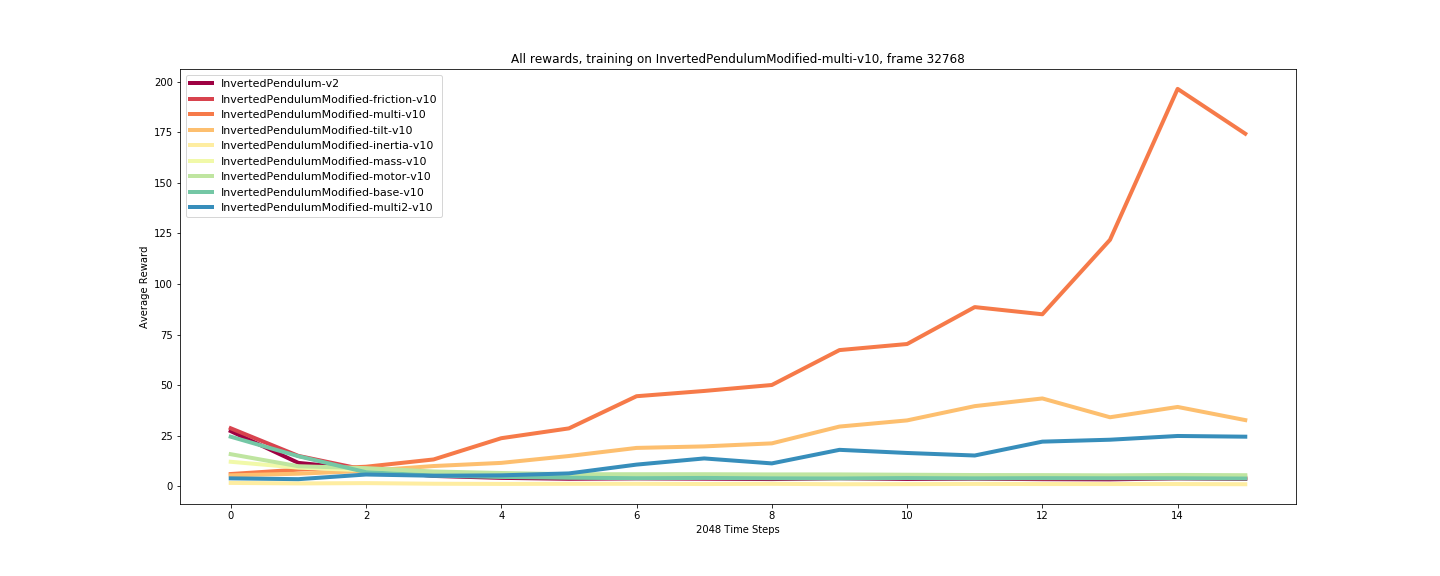 All rewards, training on InvertedPendulumModified-multi-v10, frame 32768
InvertedPendulum-v2
InvertedPendulumModified-friction-v10
InvertedPendulumModified-multi-v10
InvertedPendulumModified-tilt-v10
InvertedPendulumModified-inertia-v10
InvertedPendulumModified-mass-v10
InvertedPendulumModified-motor-v10
InvertedPendulumModified-base-v10
InvertedPendulumModified-multi2-v10
Average Reward
200
175
150
125
100
75
50
25
0
0 2 4 6 8 10 12 14
2048 Time Steps